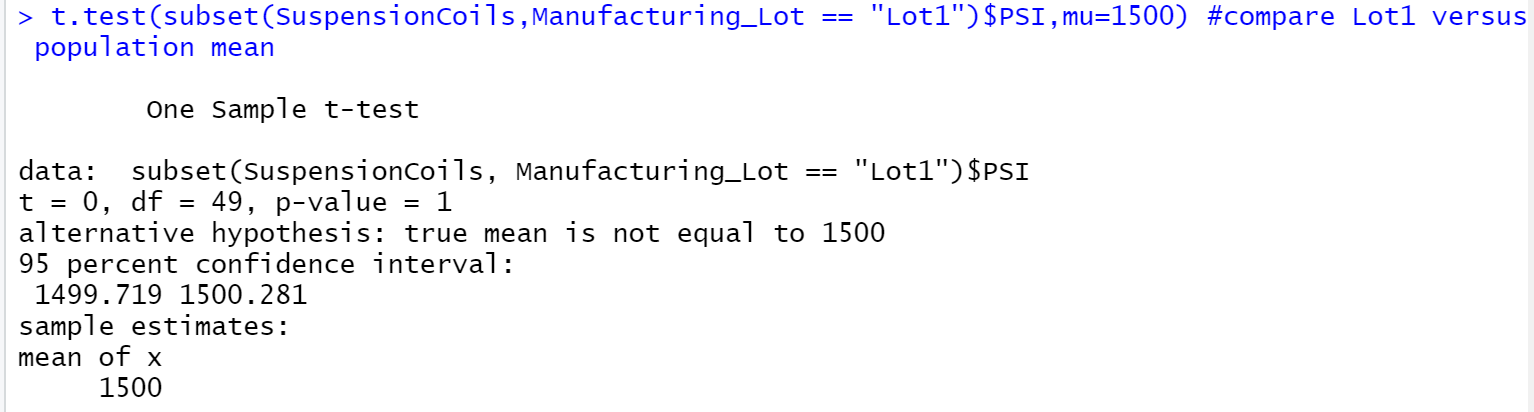 > t.test(subset(SuspensionCoils,Manufacturing_Lot == "Lot1")$PSI,mu=1500) #compare Lot1 versus
population mean
One Sample t-test
data:  subset(SuspensionCoils, Manufacturing_Lot == "Lot1")$PSI
t = 0, df = 49, p-value = 1
alternative hypothesis: true mean is not equal to 1500
95 percent confidence interval:
1499.719 1500.281
sample estimates:
mean of x
1500